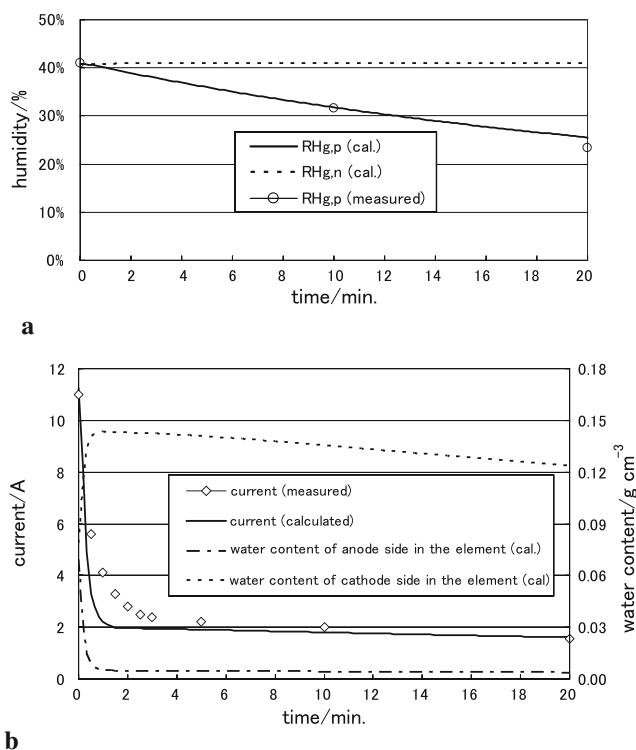 50%
40%
30%
20%
10%
0%
humidity/%
RHg,p (cal.)
RHg,n (cal.)
RHg,p (measured)
0 2 4 6 8 10 12 14 16 18 20
time/min.
a
12
10
8
6
4
2
0
current/A
0.18
0.15
0.12
0.09
0.06
0.03
0.00
water content/g cm⁻³
current (measured)
current (calculated)
water content of anode side in the element (cal.)
water content of cathode side in the element (cal)
0 2 4 6 8 10 12 14 16 18 20
time/min.
b